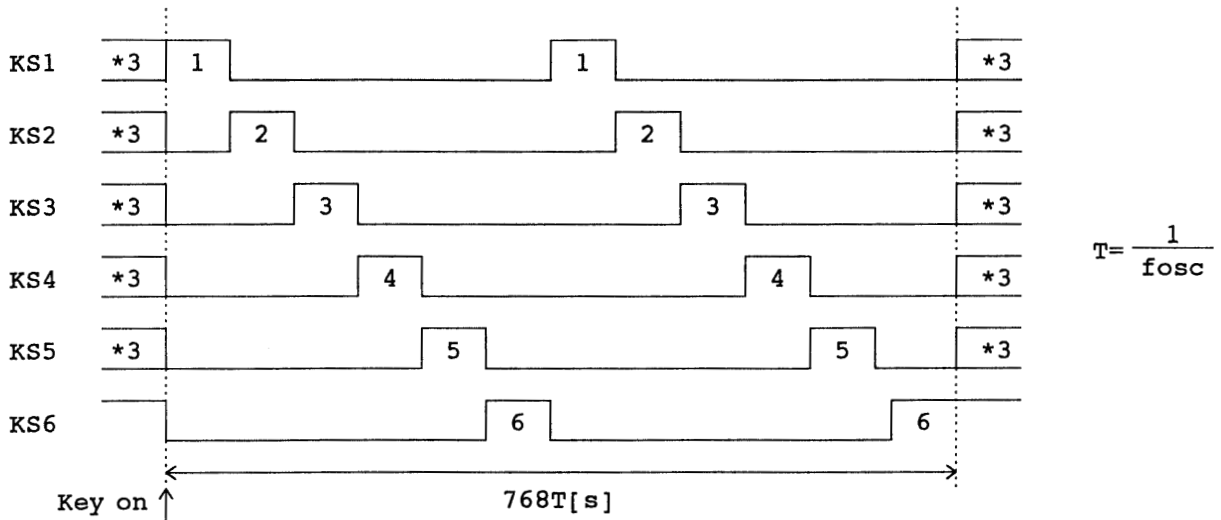 KS1 *3 1 1 *3
KS2 *3 2 2 *3
KS3 *3 3 3 *3
KS4 *3 4 4 *3
T= 1
fosc
KS5 *3 5 5 *3
KS6 6 6
768T[s]
Key on